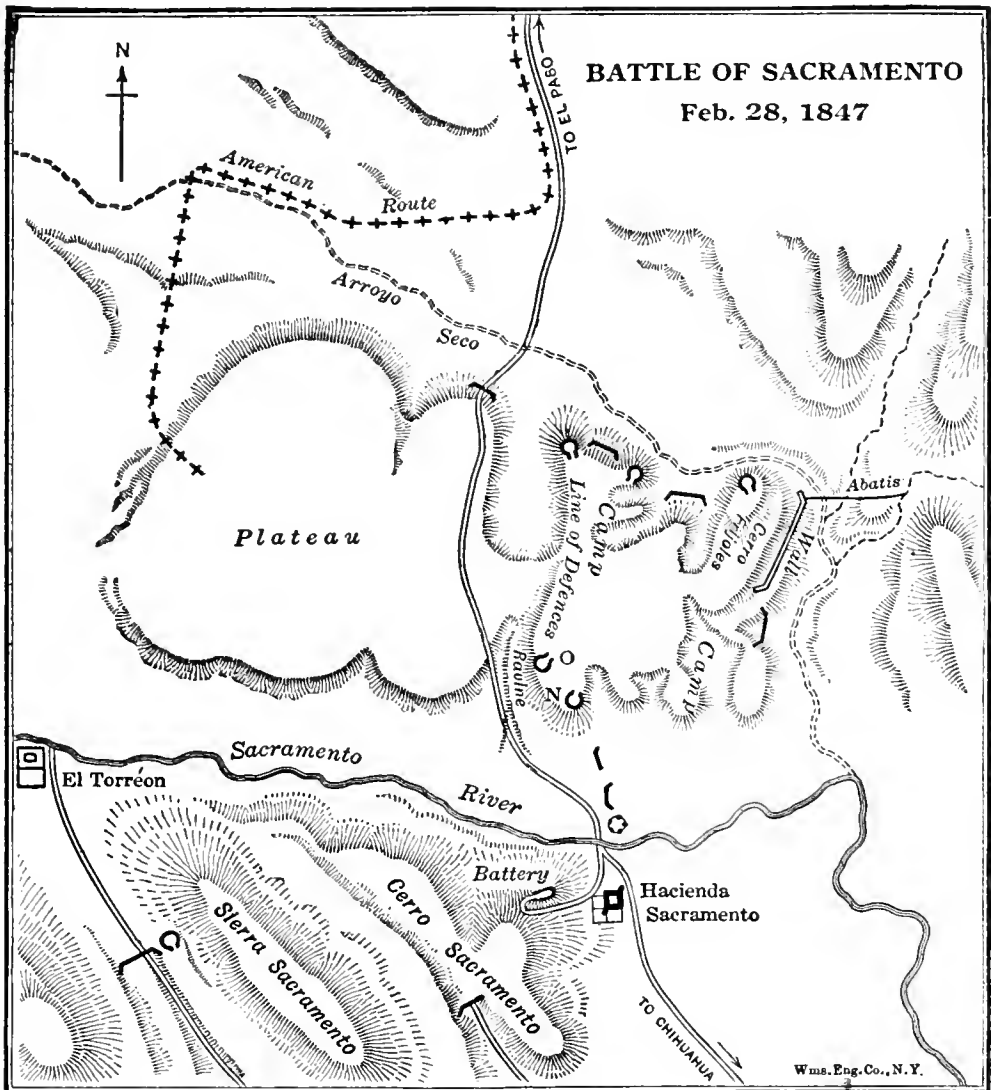 BATTLE OF SACRAMENTO
Feb. 28, 1847
N
TO EL PASO
American
Route
Arroyo
Seco
Abatis
Plateau
Line of Defences
Camp
Cerro
Frijoles
Wall
Camp
O
N
Sacramento
River
El Torréon
Battery
Hacienda
Sacramento
Sierra Sacramento
Cerro
Sacramento
TO CHIHUAHUA
Wms. Eng. Co., N.Y.